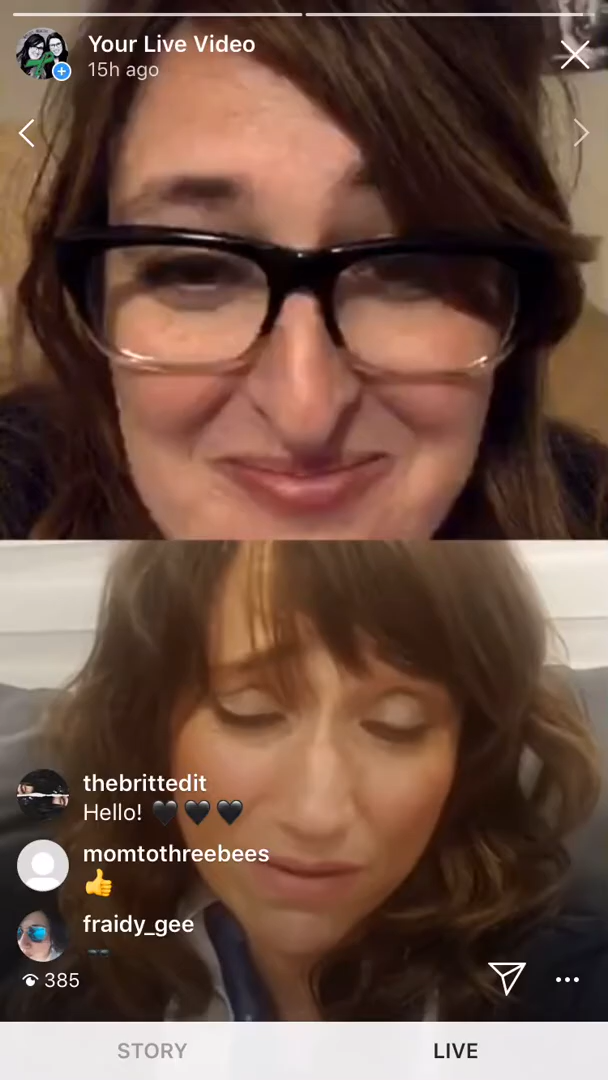 Your Live Video
15h ago
thebrittedit
Hello! 🖤 🖤 🖤
momtothreebees
👍
fraidy_gee
385
STORY
LIVE